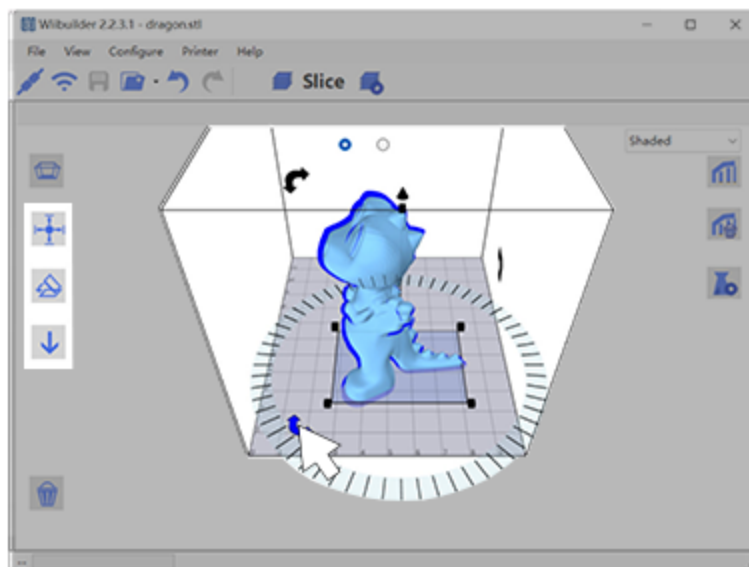 Wiibuilder 2.2.3.1 - dragon.stl
File View Configure Printer Help
Slice
Shaded